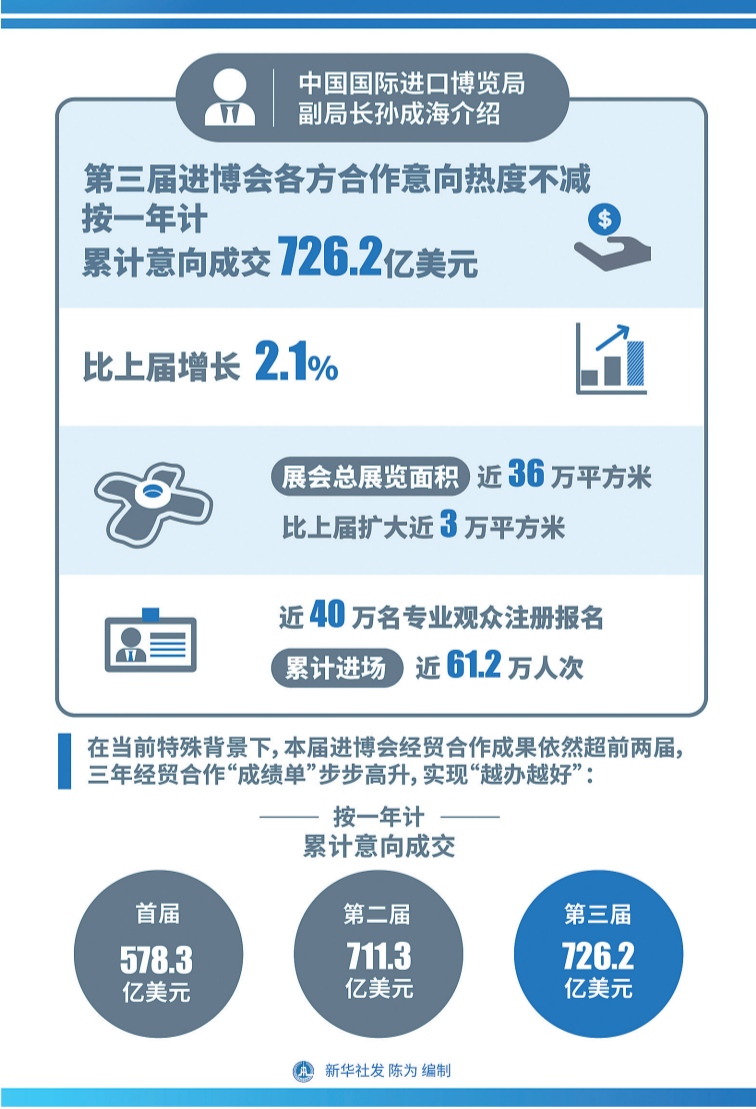 中国国际进口博览局
副局长孙成海介绍
第三届进博会各方合作意向热度不减
按一年计
累计意向成交726.2亿美元
$
比上届增长 2.1%
展会总展览面积 近36万平方米
比上届扩大近3万平方米
近40万名专业观众注册报名
累计进场 近61.2万人次
在当前特殊背景下,本届进博会经贸合作成果依然超前两届,
三年经贸合作“成绩单”步步高升,实现“越办越好”:
按一年计
累计意向成交
首届
578.3
亿美元
第二届
711.3
亿美元
第三届
726.2
亿美元
新华社发 陈为 编制